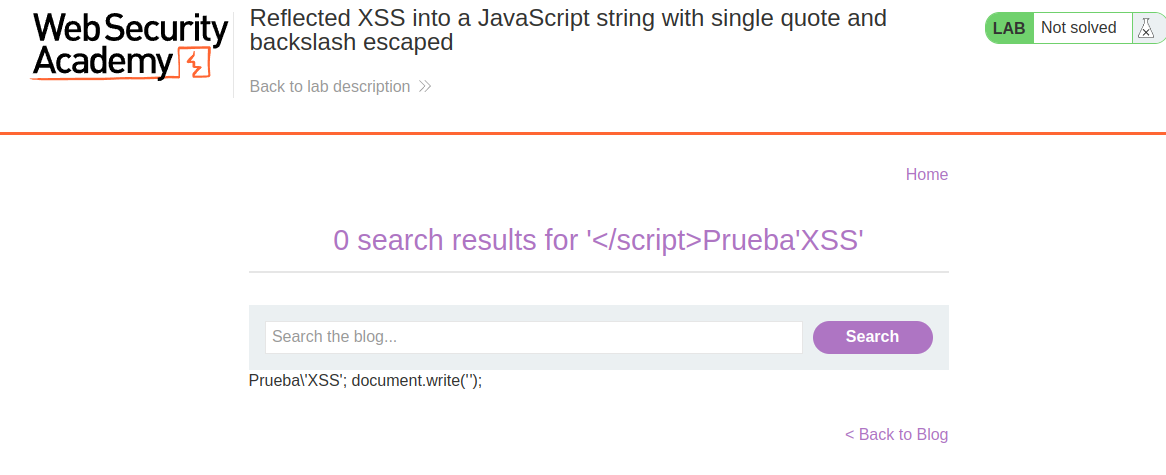 Web Security
Academy
Reflected XSS into a JavaScript string with single quote and
backslash escaped
Back to lab description
LAB Not solved
Home
0 search results for '</script>Prueba'XSS'
Search the blog...
Search
Prueba\'XSS'; document.write('');
< Back to Blog